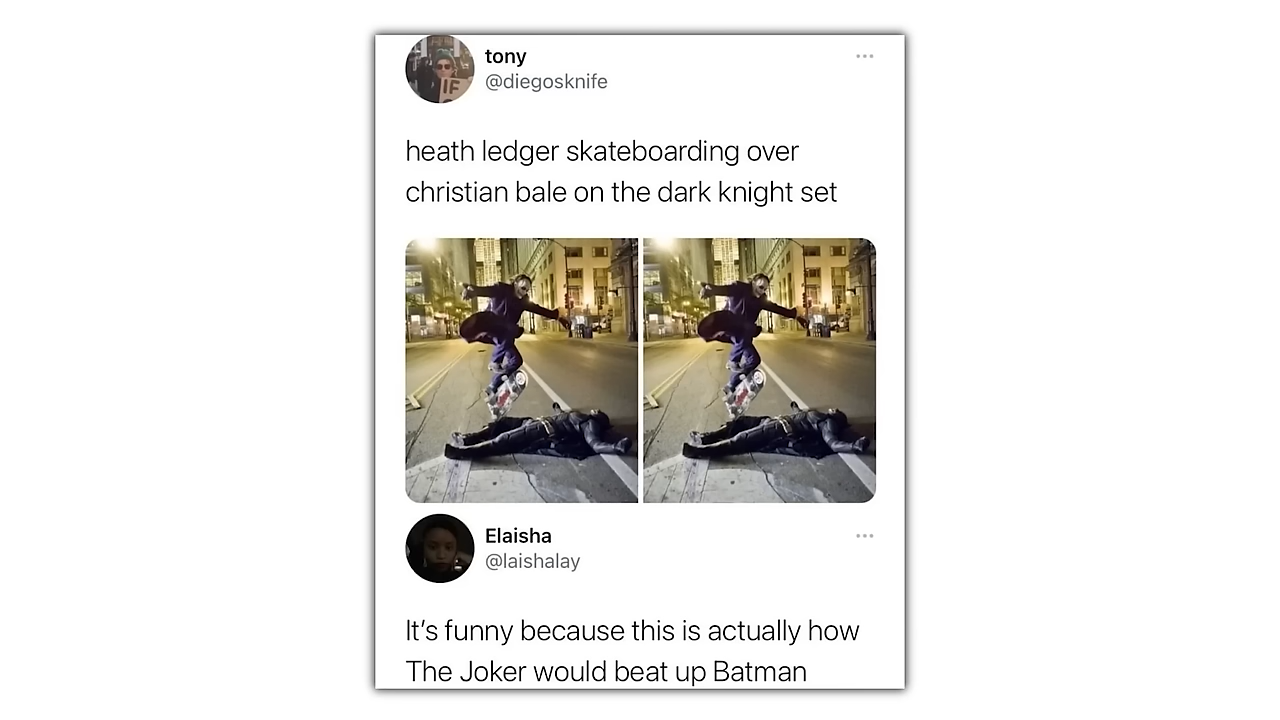 tony
@diegosknife
IF
heath ledger skateboarding over
christian bale on the dark knight set
Elaisha
@laishalay
It's funny because this is actually how
The Joker would beat up Batman